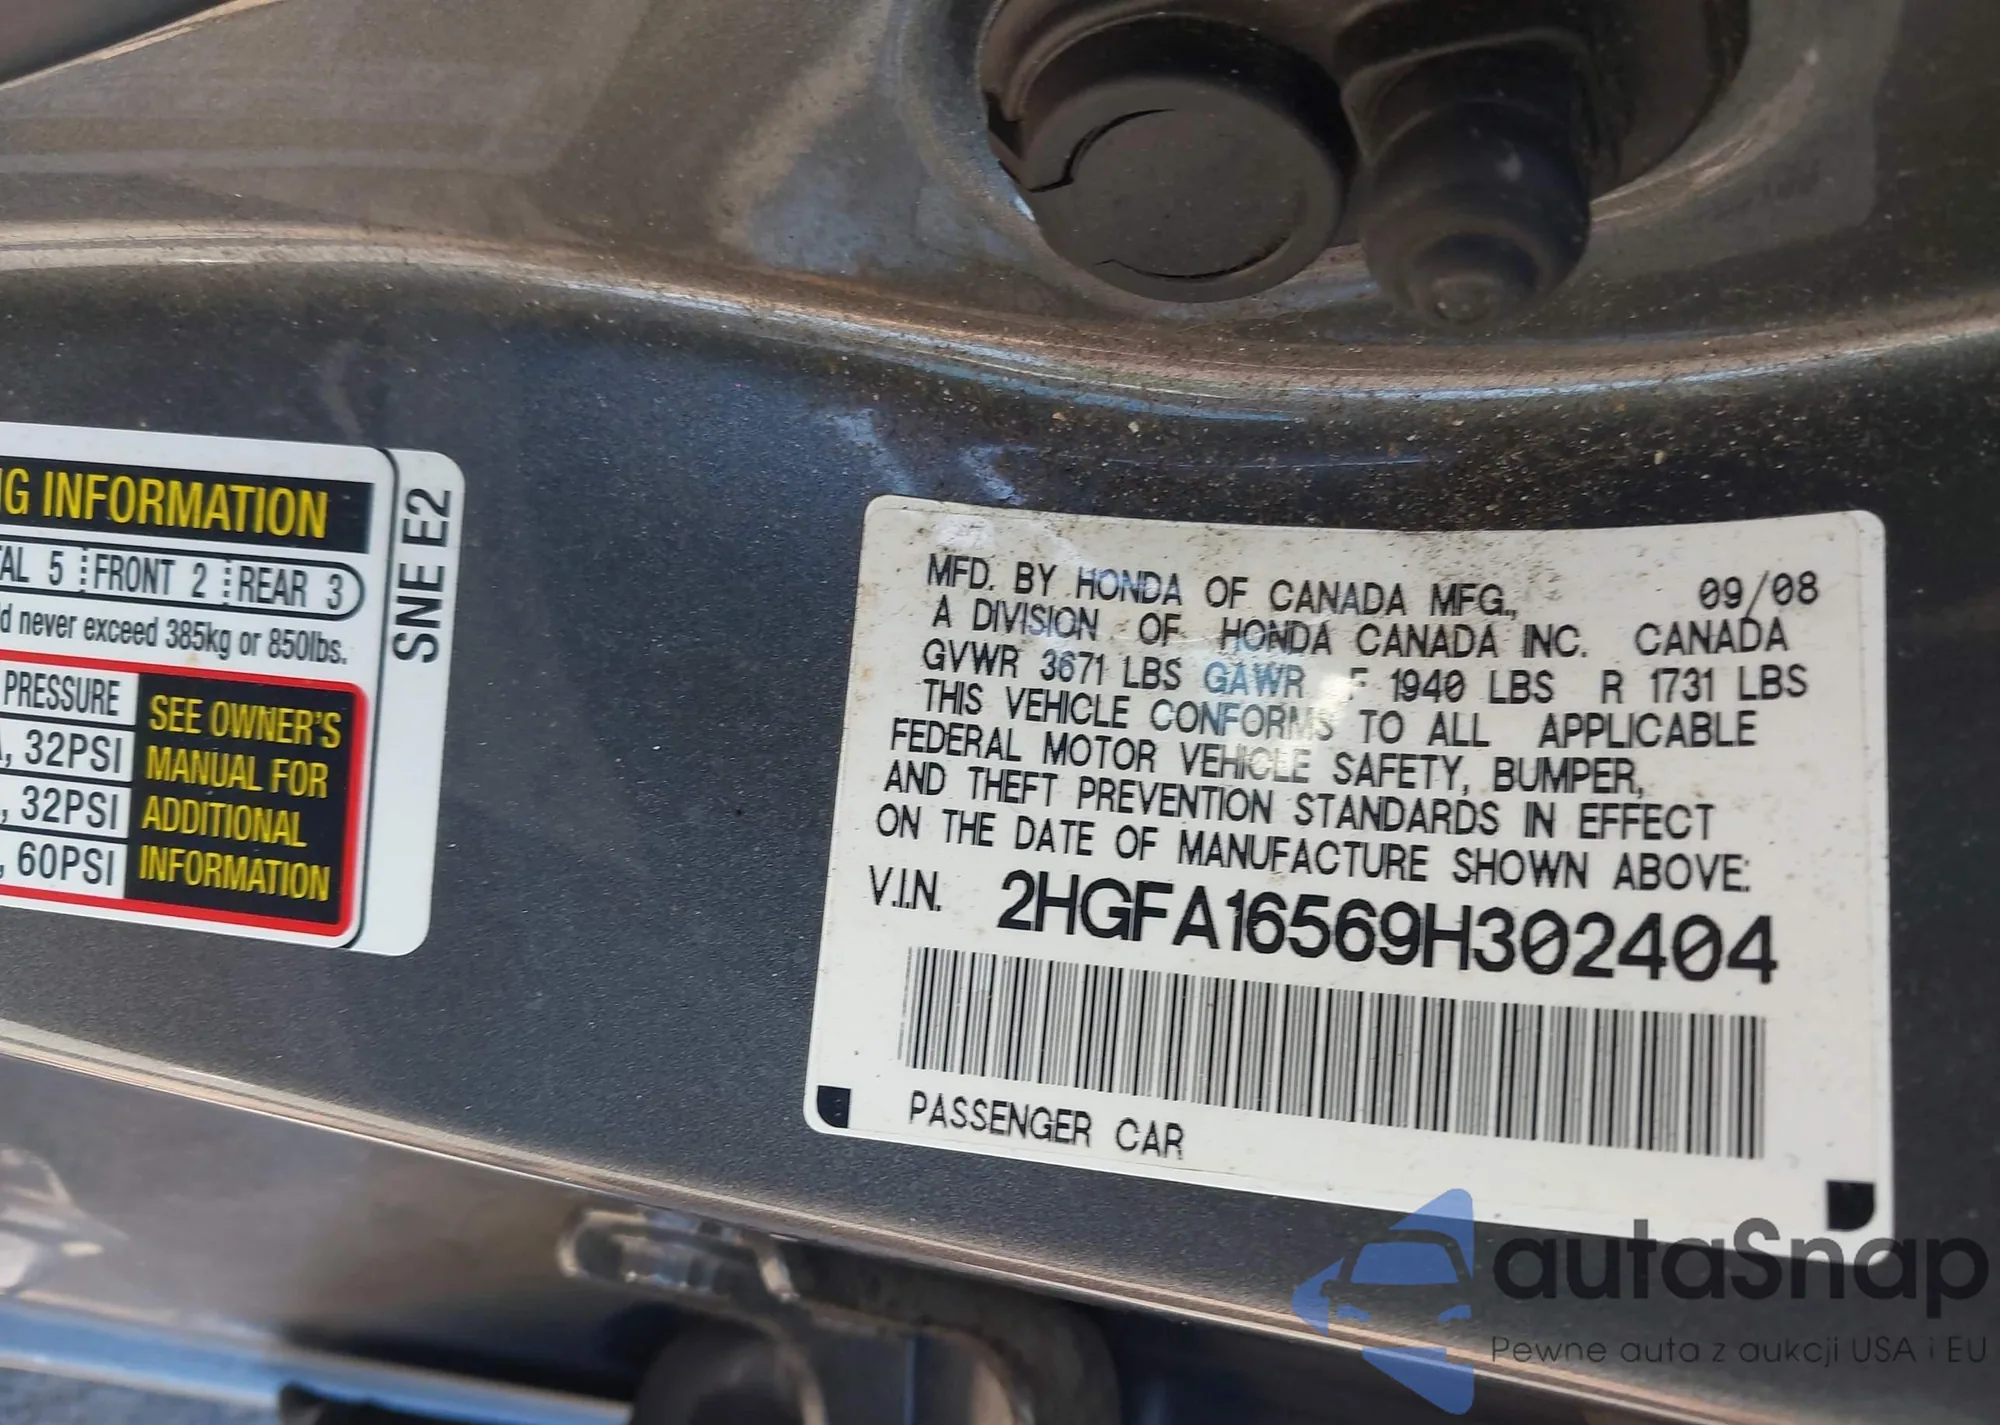 G INFORMATION
AL 5 FRONT 2 REAR 3
d never exceed 385kg or 850lbs.
PRESSURE
, 32PSI
, 32PSI
, 60PSI
SEE OWNER'S
MANUAL FOR
ADDITIONAL
INFORMATION
SNE E2
MFD. BY HONDA OF CANADA MFG., 09/08
A DIVISION OF HONDA CANADA INC. CANADA
GVWR 3671 LBS GAWR F 1940 LBS R 1731 LBS
THIS VEHICLE CONFORMS TO ALL APPLICABLE
FEDERAL MOTOR VEHICLE SAFETY, BUMPER,
AND THEFT PREVENTION STANDARDS IN EFFECT
ON THE DATE OF MANUFACTURE SHOWN ABOVE:
V.I.N. 2HGFA16569H302404
PASSENGER CAR
autoSnap
Pewne auta z aukcji USA i EU